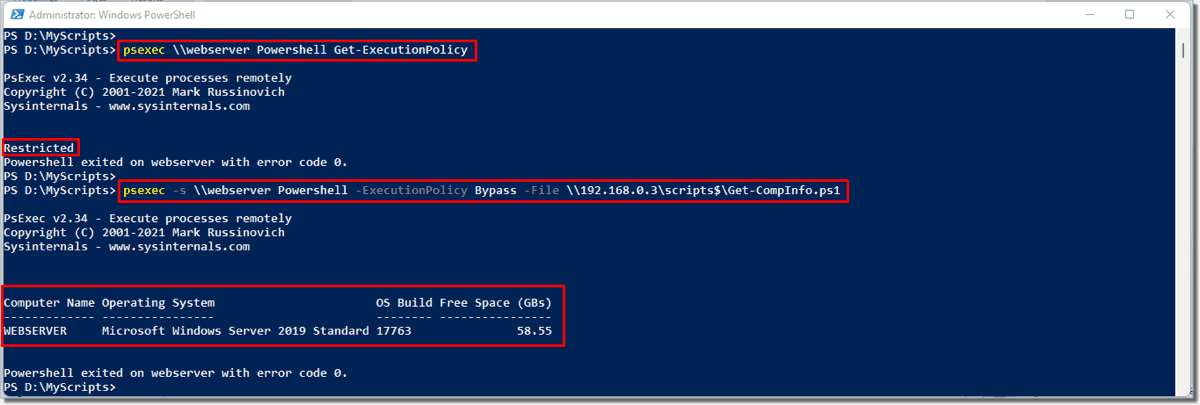 Administrator: Windows PowerShell
PS D:\MyScripts>
PS D:\MyScripts> psexec \\webserver Powershell Get-ExecutionPolicy
PsExec v2.34 - Execute processes remotely
Copyright (C) 2001-2021 Mark Russinovich
Sysinternals - www.sysinternals.com
Restricted
Powershell exited on webserver with error code 0.
PS D:\MyScripts>
PS D:\MyScripts> psexec -s \\webserver Powershell -ExecutionPolicy Bypass -File \\192.168.0.3\scripts$\Get-CompInfo.ps1
PsExec v2.34 - Execute processes remotely
Copyright (C) 2001-2021 Mark Russinovich
Sysinternals - www.sysinternals.com
Computer Name Operating System                       OS Build Free Space (GBs)
------------- ----------------                       -------- ----------------
WEBSERVER     Microsoft Windows Server 2019 Standard 17763               58.55
Powershell exited on webserver with error code 0.
PS D:\MyScripts>